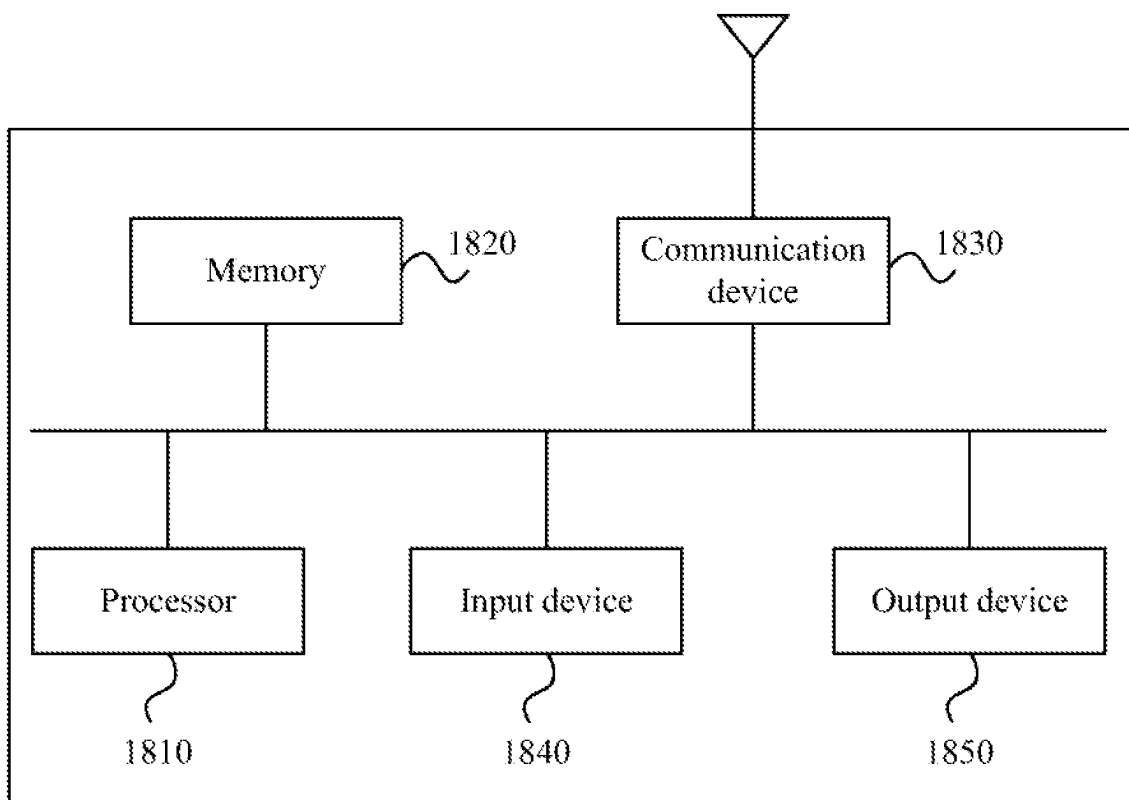 1820
1830
Memory
Communication
device
Processor
Input device
Output device
1810
1840
1850